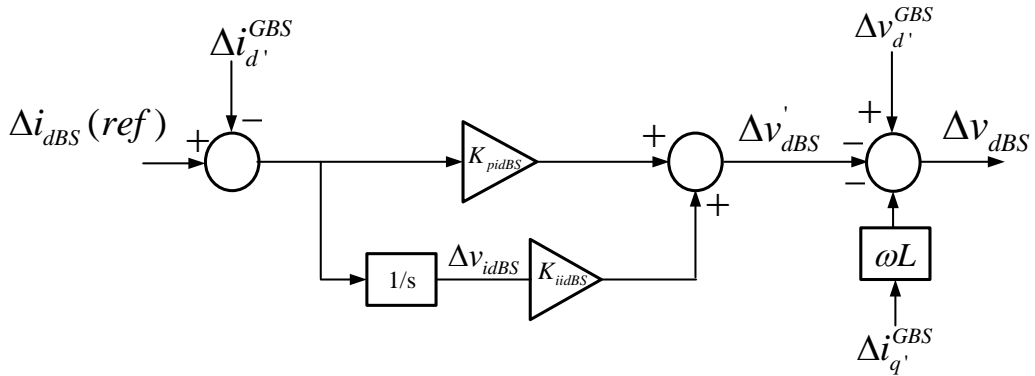 Δi_{d'}^{GBS}
Δv_{d'}^{GBS}
Δi_{dBS}(ref)
+
−
K_{pidBS}
+
+
Δv_{dBS}^{'}
+
−
−
Δv_{dBS}
1/s
Δv_{idBS}
K_{iidBS}
ωL
Δi_{q'}^{GBS}